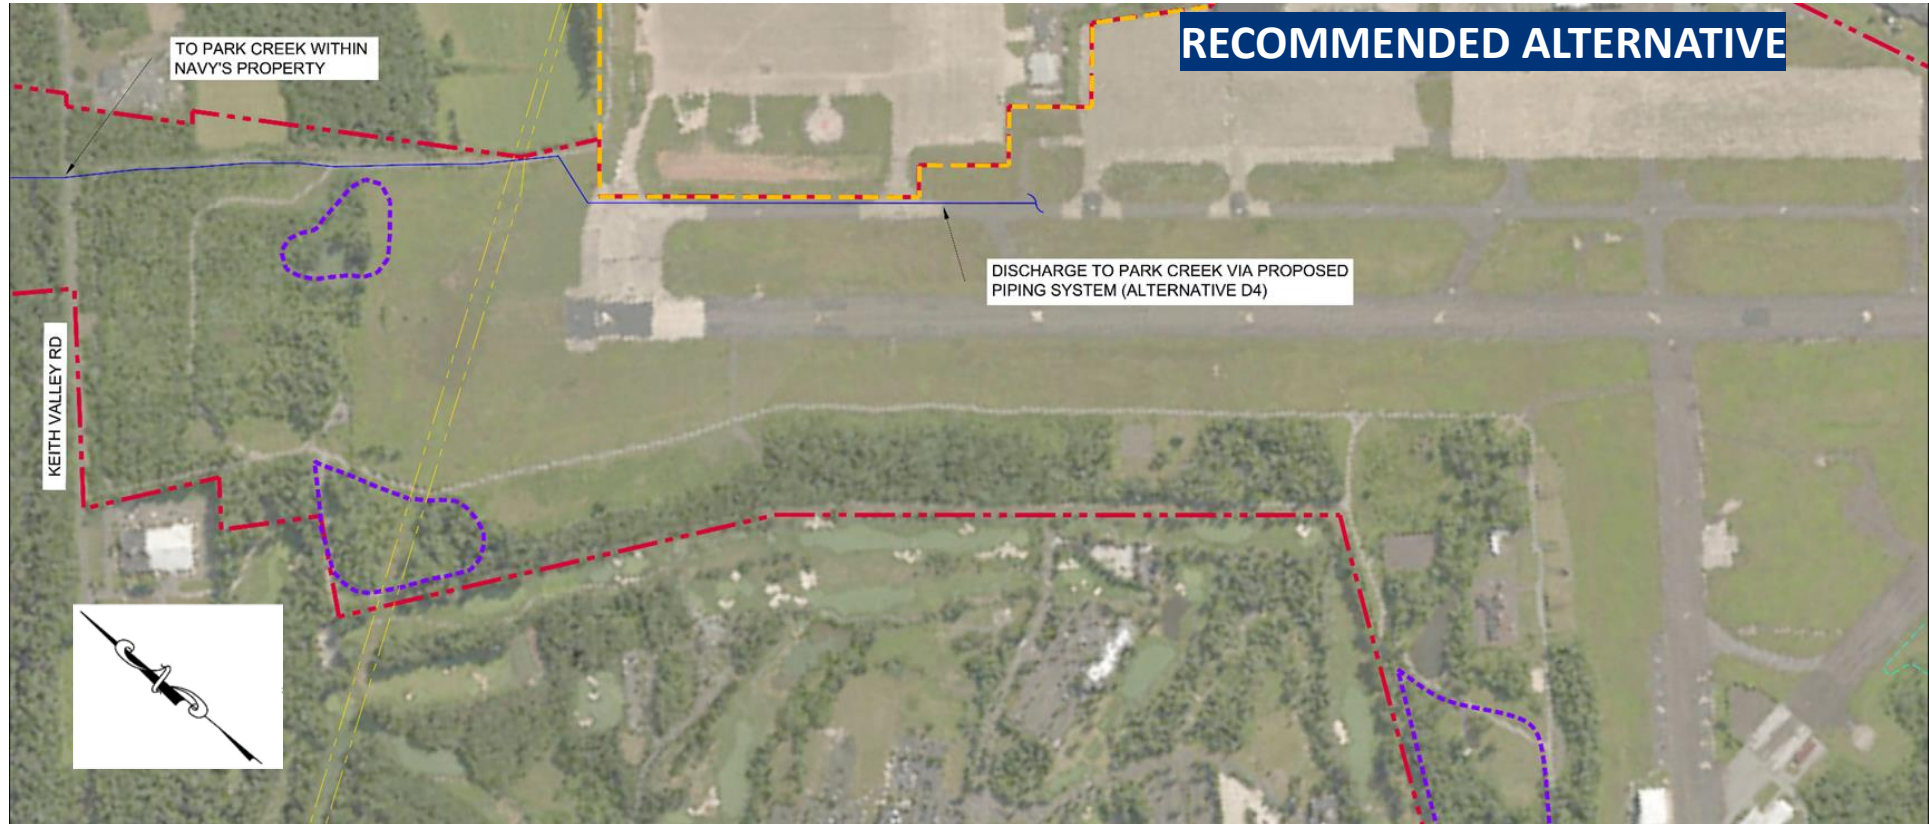 RECOMMENDED ALTERNATIVE
TO PARK CREEK WITHIN
NAVY'S PROPERTY
DISCHARGE TO PARK CREEK VIA PROPOSED
PIPING SYSTEM (ALTERNATIVE D4)
KEITH VALLEY RD